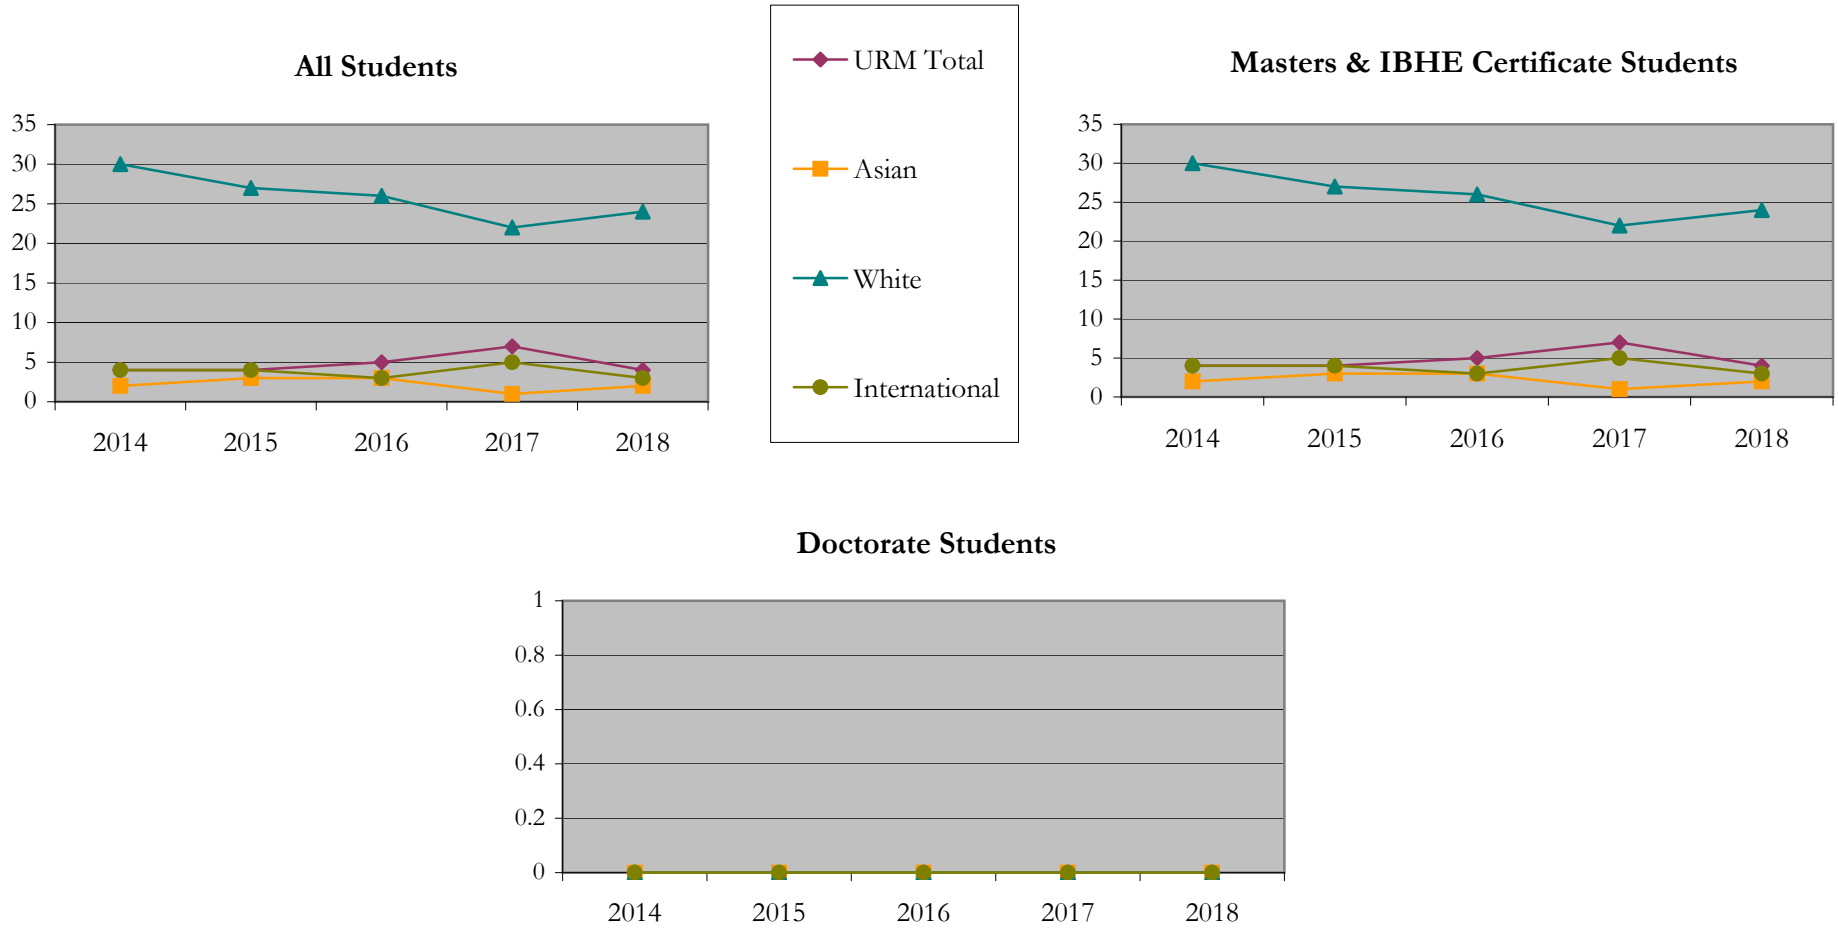 All Students
35
30
25
20
15
10
5
0
2014 2015 2016 2017 2018
URM Total
Asian
White
International
Masters & IBHE Certificate Students
35
30
25
20
15
10
5
0
2014 2015 2016 2017 2018
Doctorate Students
1
0.8
0.6
0.4
0.2
0
2014 2015 2016 2017 2018